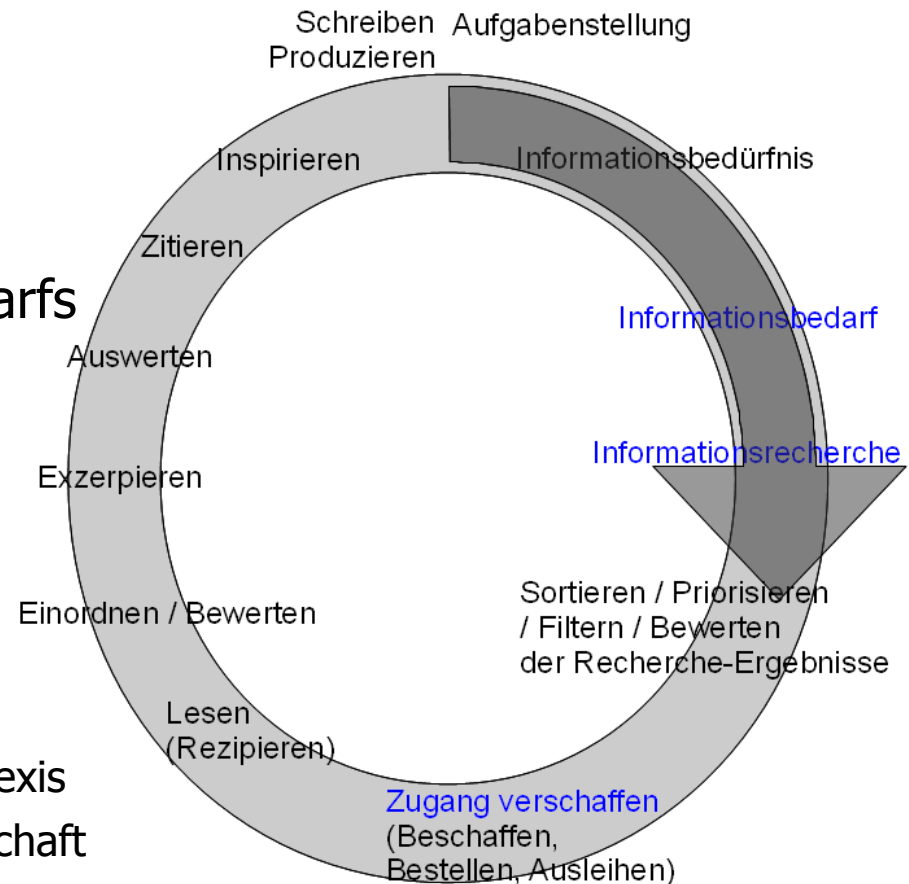 Schreiben
Produzieren
Aufgabenstellung
Informationsbedürfnis
Informationsbedarf
Informationsrecherche
Sortieren / Priorisieren
/ Filtern / Bewerten
der Recherche-Ergebnisse
Zugang verschaffen
(Beschaffen,
Bestellen, Ausleihen)
Lesen
(Rezipieren)
Einordnen / Bewerten
Exzerpieren
Auswerten
Zitieren
Inspirieren
arfs
exis
chaft